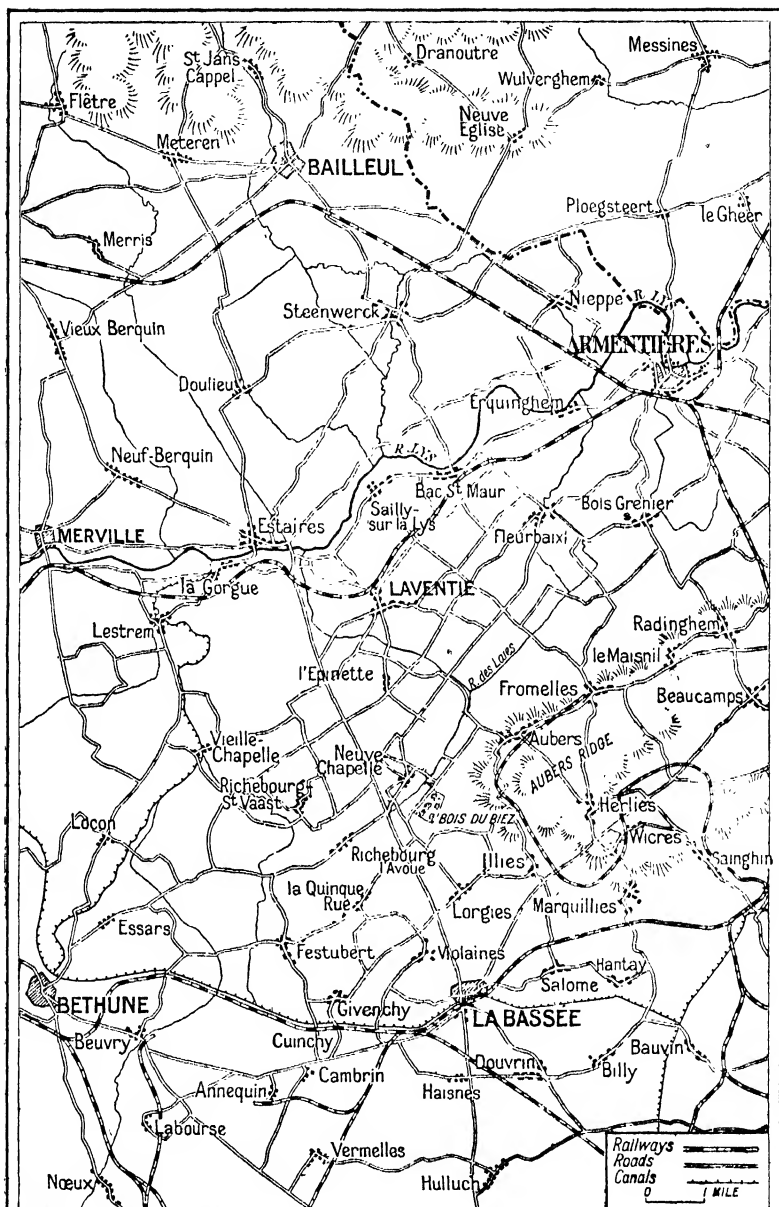 St Jans
Cappel
Dranoutre
Messines
Wulverghem
Flêtre
Neuve
Eglise
Meteren
BAILLEUL
Ploegsteert
le Gheer
Merris
Nieppe
R. LYS
Steenwerck
Vieux Berquin
ARMENTIÈRES
Doulieu
Erquinghem
Neuf-Berquin
R. LYS
Bac St Maur
Sailly-
sur la Lys
Bois Grenier
Fleurbaix
Estaires
MERVILLE
la Gorgue
LAVENTIE
Lestrem
Radinghem
le Maisnil
R. des Laies
l'Epinette
Fromelles
Beaucamps
Vieille-
Chapelle
Neuve
Chapelle
Aubers
AUBERS RIDGE
Richebourg
St Vaast
Herlies
BOIS DU BIEZ
Locon
Wicres
Richebourg
l'Avoue
Illies
Sainghin
la Quinque
Rue
Lorgies
Marquillies
Essars
Festubert
Violaines
Hantay
Salome
BETHUNE
Givenchy
LA BASSÉE
Beuvry
Cuinchy
Bauvin
Douvrin
Billy
Cambrin
Annequin
Haisnes
Labourse
Vermelles
Hulluch
Nœux
Railways
Roads
Canals
0 1 MILE